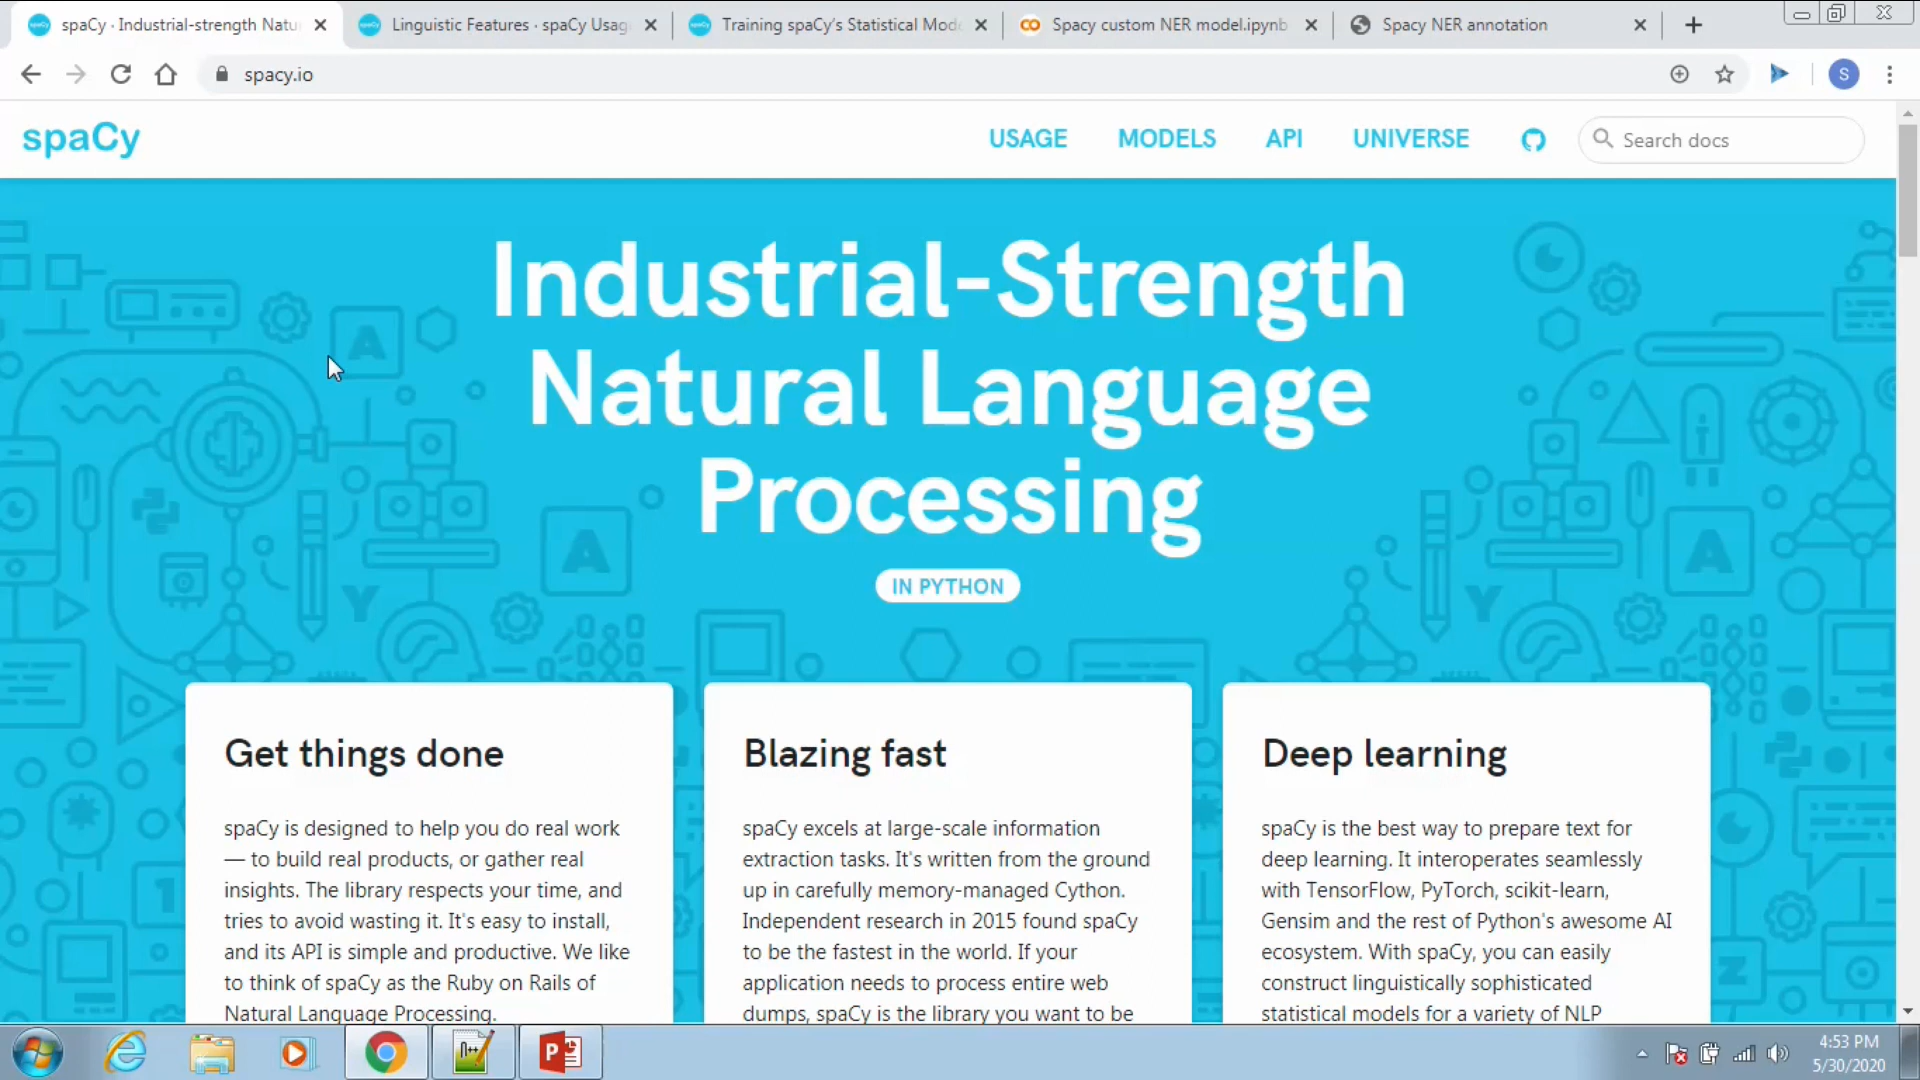 spaCy · Industrial-strength Natu
Linguistic Features · spaCy Usag
Training spaCy's Statistical Mod
Spacy custom NER model.ipynb
Spacy NER annotation
spacy.io
S
spaCy
USAGE
MODELS
API
UNIVERSE
Search docs
Industrial-Strength
Natural Language
Processing
IN PYTHON
Get things done
spaCy is designed to help you do real work
— to build real products, or gather real
insights. The library respects your time, and
tries to avoid wasting it. It's easy to install,
and its API is simple and productive. We like
to think of spaCy as the Ruby on Rails of
Natural Language Processing.
Blazing fast
spaCy excels at large-scale information
extraction tasks. It's written from the ground
up in carefully memory-managed Cython.
Independent research in 2015 found spaCy
to be the fastest in the world. If your
application needs to process entire web
dumps, spaCy is the library you want to be
Deep learning
spaCy is the best way to prepare text for
deep learning. It interoperates seamlessly
with TensorFlow, PyTorch, scikit-learn,
Gensim and the rest of Python's awesome AI
ecosystem. With spaCy, you can easily
construct linguistically sophisticated
statistical models for a variety of NLP
4:53 PM
5/30/2020